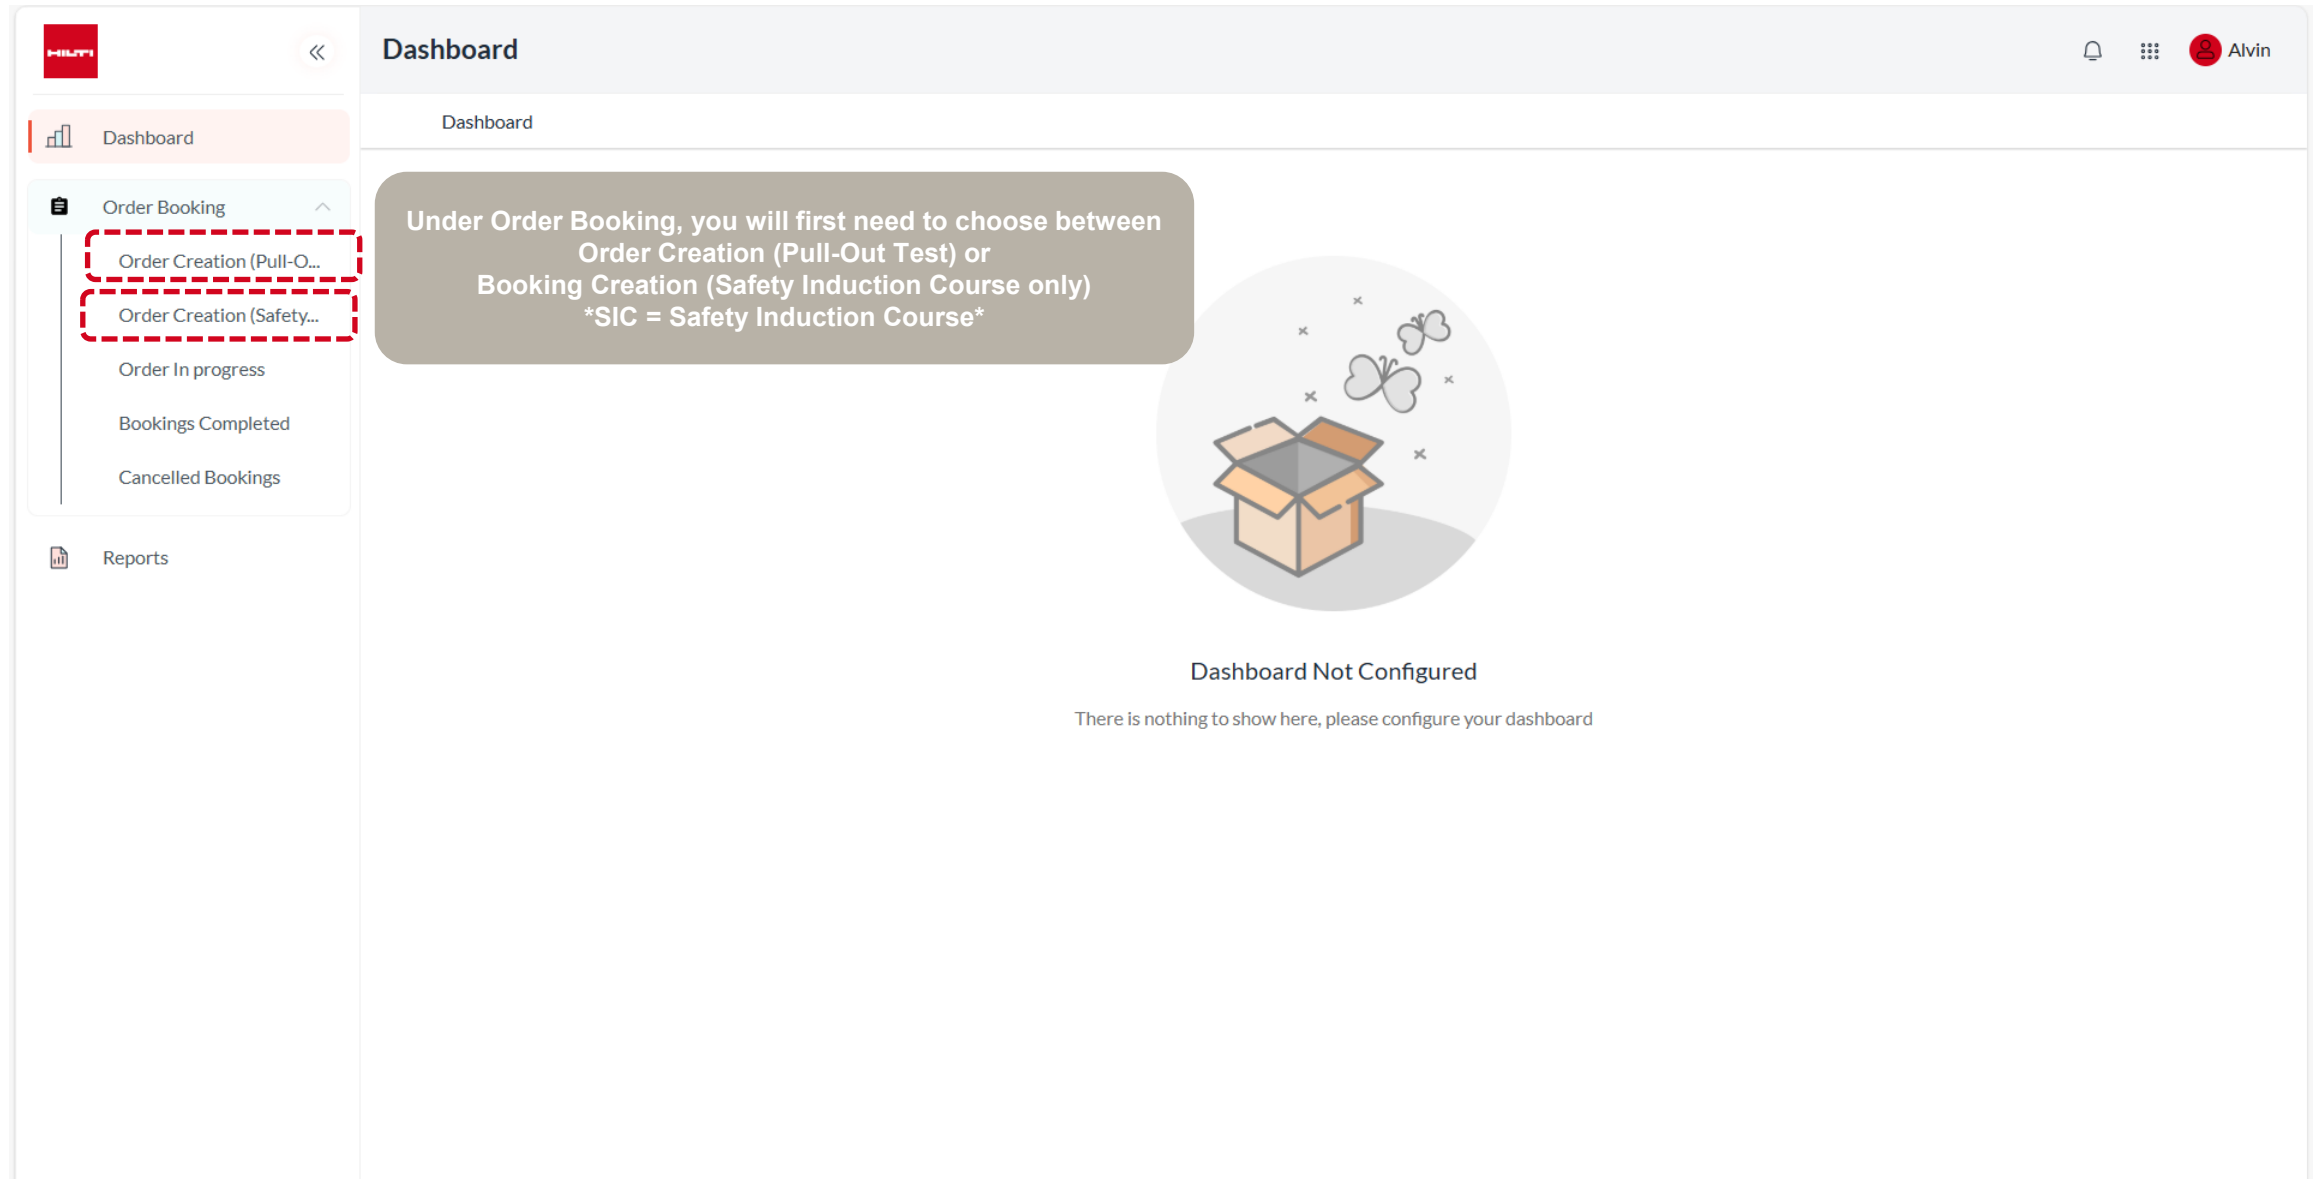 HILTI
Dashboard
Alvin
Dashboard
Dashboard
Order Booking
Order Creation (Pull-O...
Order Creation (Safety...
Order In progress
Bookings Completed
Cancelled Bookings
Reports
Under Order Booking, you will first need to choose between
Order Creation (Pull-Out Test) or
Booking Creation (Safety Induction Course only)
*SIC = Safety Induction Course*
Dashboard Not Configured
There is nothing to show here, please configure your dashboard